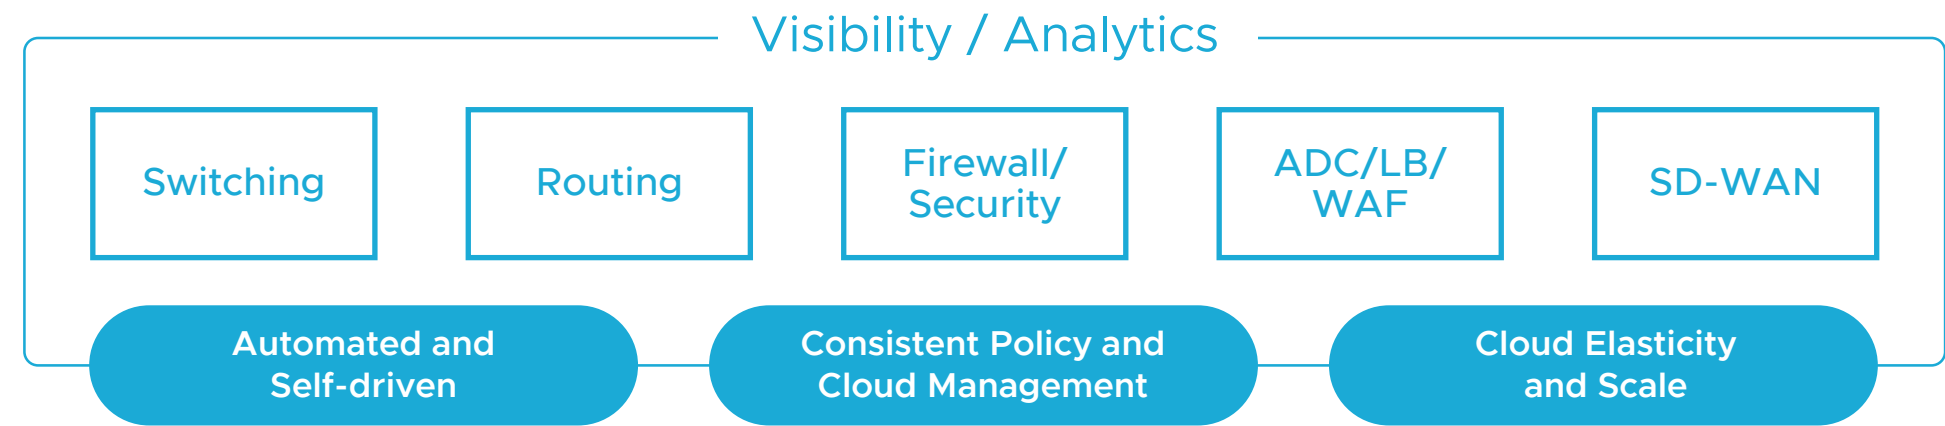 Visibility / Analytics
Switching
Routing
Firewall/
Security
ADC/LB/
WAF
SD-WAN
Automated and
Self-driven
Consistent Policy and
Cloud Management
Cloud Elasticity
and Scale